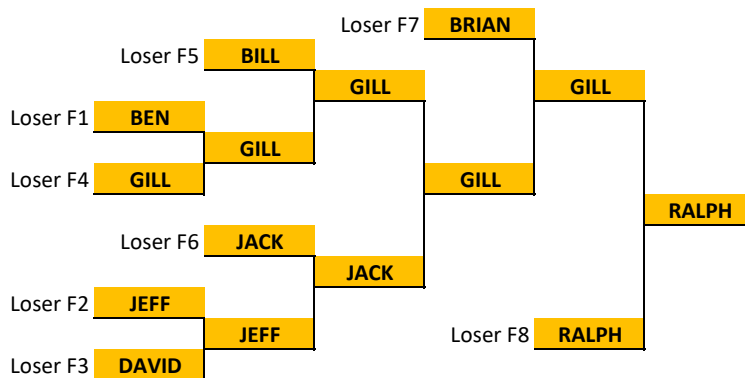 Loser F7 BRIAN
Loser F5 BILL
GILL GILL
Loser F1 BEN
GILL
Loser F4 GILL GILL
RALPH
Loser F6 JACK
JACK
Loser F2 JEFF
JEFF Loser F8 RALPH
Loser F3 DAVID